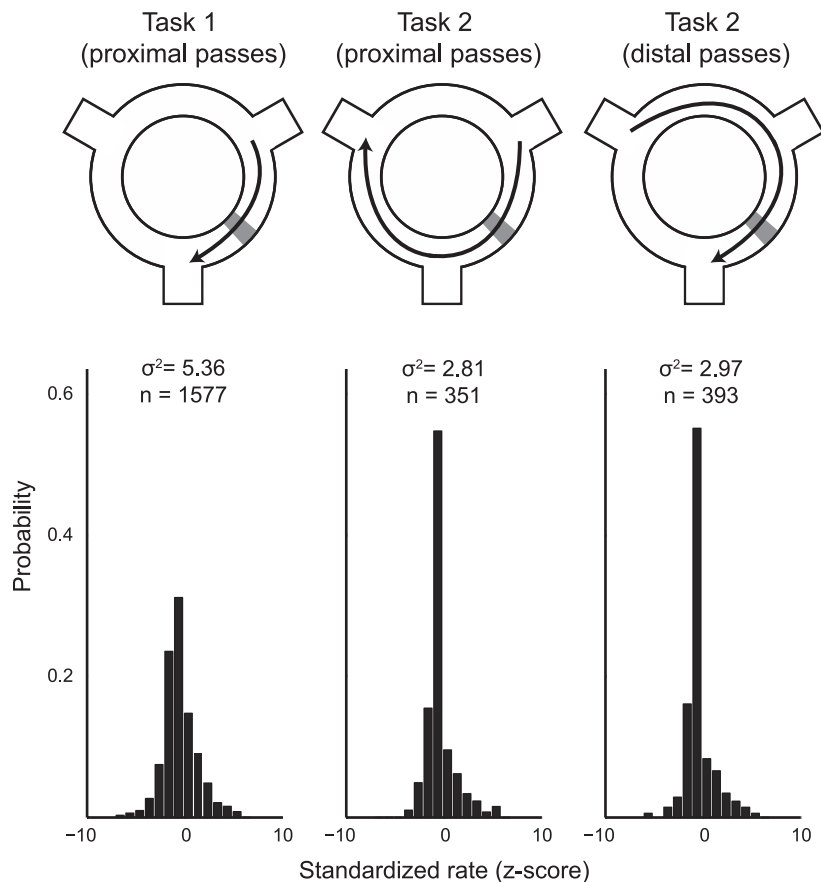 Task 1
(proximal passes)
Task 2
(proximal passes)
Task 2
(distal passes)
σ²= 5.36
n = 1577
σ²= 2.81
n = 351
σ²= 2.97
n = 393
0.6
0.4
0.2
Probability
−10
0
10
−10
0
10
−10
0
10
Standardized rate (z-score)